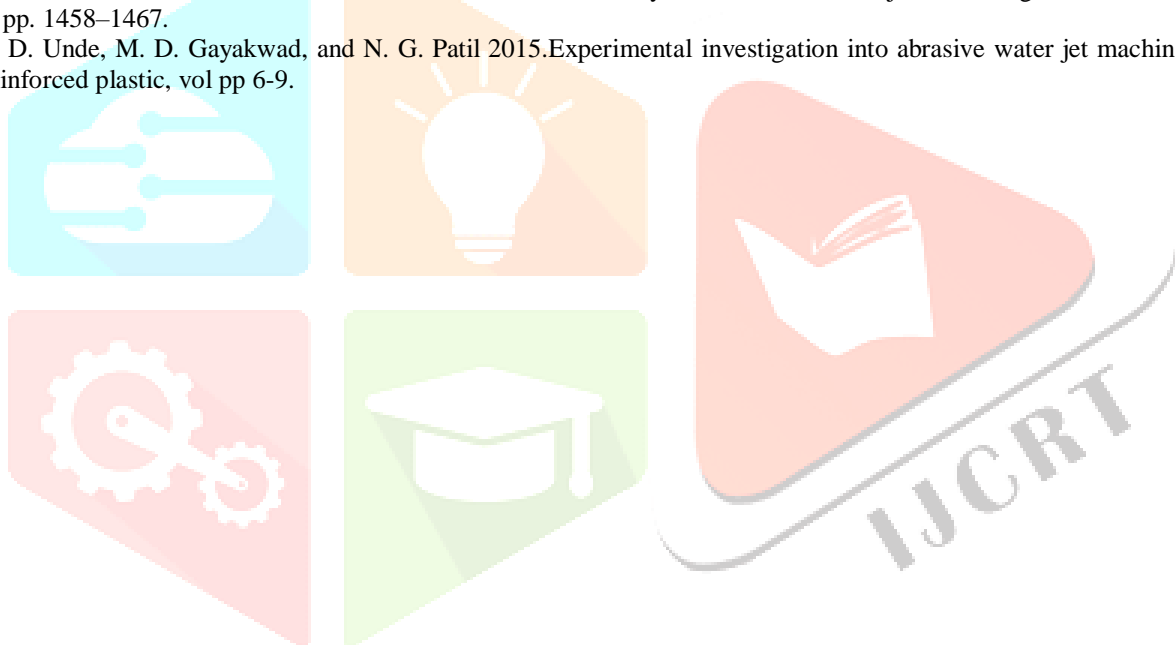 pp. 1458–1467.
D. Unde, M. D. Gayakwad, and N. G. Patil 2015.Experimental investigation into abrasive water jet machin
inforced plastic, vol pp 6-9.
IJCRT